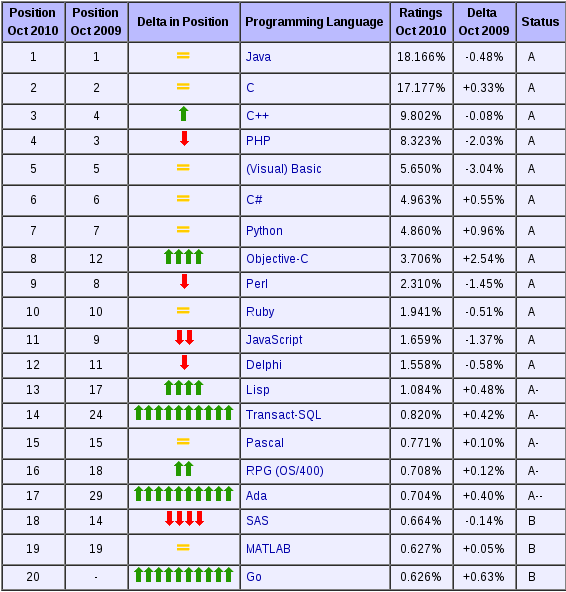 Position Oct 2010 Position Oct 2009 Delta in Position Programming Language Ratings Oct 2010 Delta Oct 2009 Status
1 1 = Java 18.166% -0.48% A
2 2 = C 17.177% +0.33% A
3 4 ↑ C++ 9.802% -0.08% A
4 3 ↓ PHP 8.323% -2.03% A
5 5 = (Visual) Basic 5.650% -3.04% A
6 6 = C# 4.963% +0.55% A
7 7 = Python 4.860% +0.96% A
8 12 ↑↑↑↑ Objective-C 3.706% +2.54% A
9 8 ↓ Perl 2.310% -1.45% A
10 10 = Ruby 1.941% -0.51% A
11 9 ↓↓ JavaScript 1.659% -1.37% A
12 11 ↓ Delphi 1.558% -0.58% A
13 17 ↑↑↑↑ Lisp 1.084% +0.48% A-
14 24 ↑↑↑↑↑↑↑↑↑↑ Transact-SQL 0.820% +0.42% A-
15 15 = Pascal 0.771% +0.10% A-
16 18 ↑↑ RPG (OS/400) 0.708% +0.12% A-
17 29 ↑↑↑↑↑↑↑↑↑↑ Ada 0.704% +0.40% A--
18 14 ↓↓↓↓ SAS 0.664% -0.14% B
19 19 = MATLAB 0.627% +0.05% B
20 - ↑↑↑↑↑↑↑↑↑↑ Go 0.626% +0.63% B